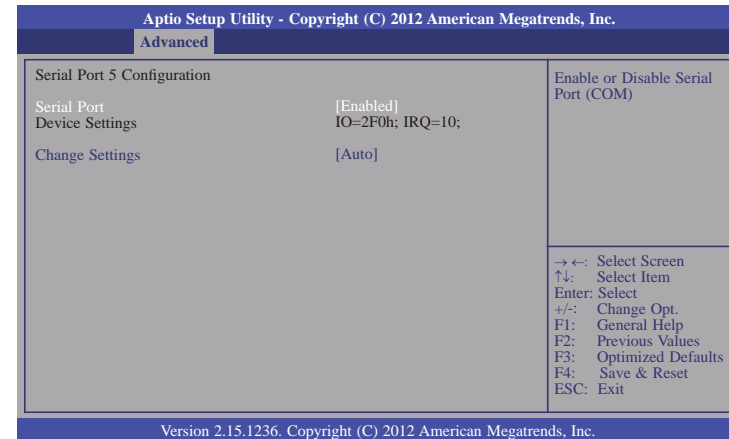 Aptio Setup Utility - Copyright (C) 2012 American Megatrends, Inc.
Advanced
Serial Port 5 Configuration
Serial Port [Enabled]
Device Settings IO=2F0h; IRQ=10;
Change Settings [Auto]
Enable or Disable Serial
Port (COM)
→ ←: Select Screen
↑↓: Select Item
Enter: Select
+/-: Change Opt.
F1: General Help
F2: Previous Values
F3: Optimized Defaults
F4: Save & Reset
ESC: Exit
Version 2.15.1236. Copyright (C) 2012 American Megatrends, Inc.